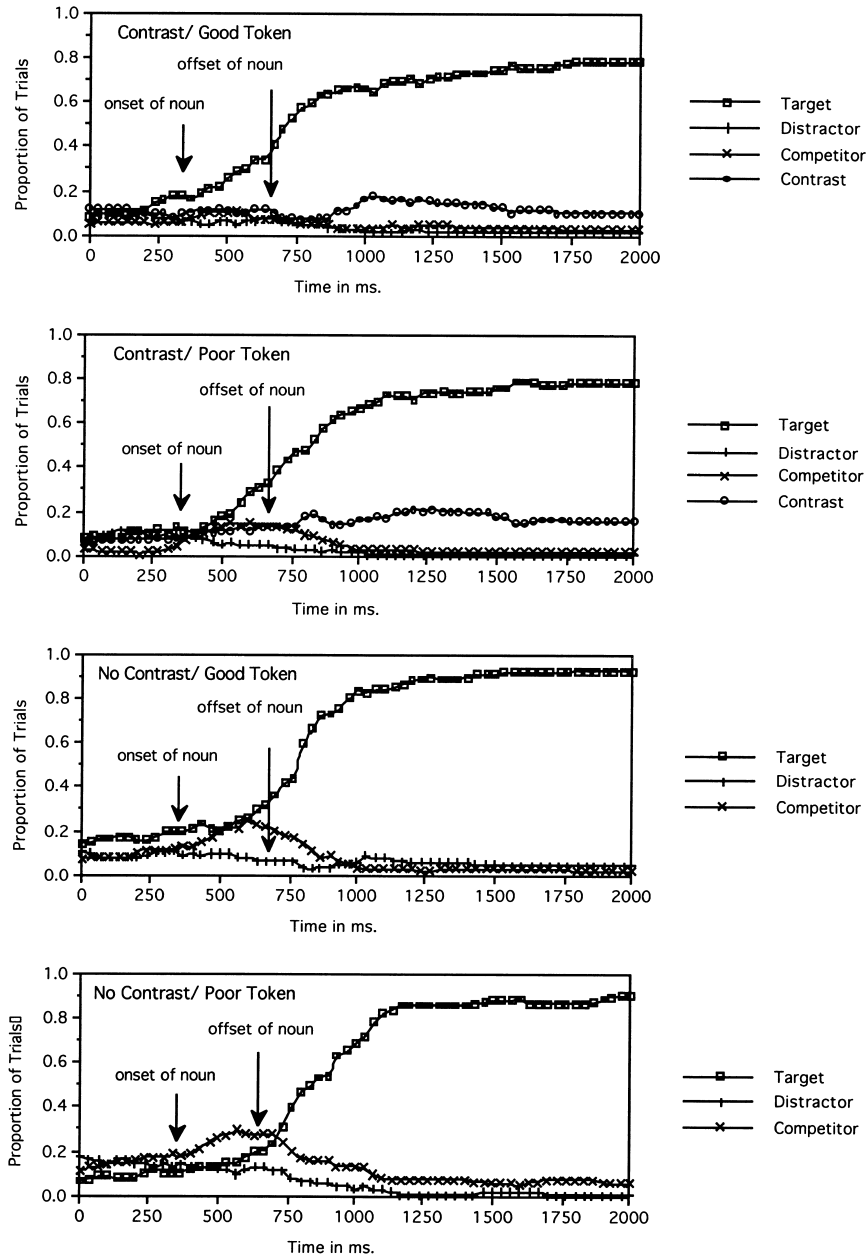 Contrast/ Good Token
offset of noun
onset of noun
Proportion of Trials
1.0
0.8
0.6
0.4
0.2
0.0
0 250 500 750 1000 1250 1500 1750 2000
Time in ms.
Target
Distractor
Competitor
Contrast
Contrast/ Poor Token
offset of noun
onset of noun
Proportion of Trials
1.0
0.8
0.6
0.4
0.2
0.0
0 250 500 750 1000 1250 1500 1750 2000
Time in ms.
Target
Distractor
Competitor
Contrast
No Contrast/ Good Token
offset of noun
onset of noun
Proportion of Trials
1.0
0.8
0.6
0.4
0.2
0.0
0 250 500 750 1000 1250 1500 1750 2000
Time in ms.
Target
Distractor
Competitor
No Contrast/ Poor Token
offset of noun
onset of noun
Proportion of Trials▯
1.0
0.8
0.6
0.4
0.2
0.0
0 250 500 750 1000 1250 1500 1750 2000
Time in ms.
Target
Distractor
Competitor